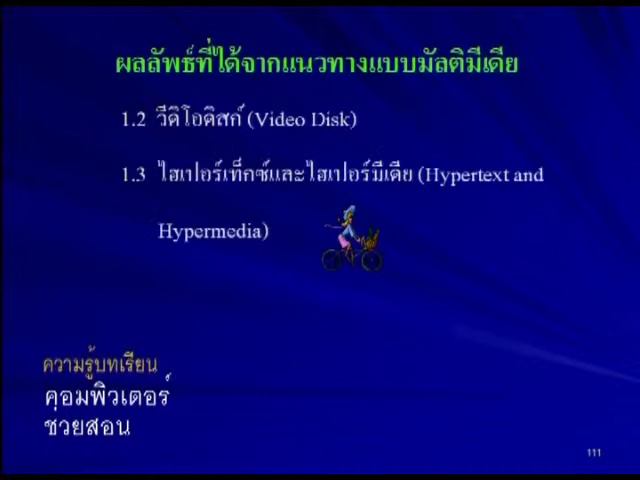 ผลลัพธ์ที่ได้จากแนวทางแบบมัลติมีเดีย
1.2 วีดิโอดิสก์ (Video Disk)
1.3 ไฮเปอร์เท็กซ์และไฮเปอร์มีเดีย (Hypertext and
Hypermedia)
ความรู้บทเรียน
คอมพิวเตอร์
ช่วยสอน
111